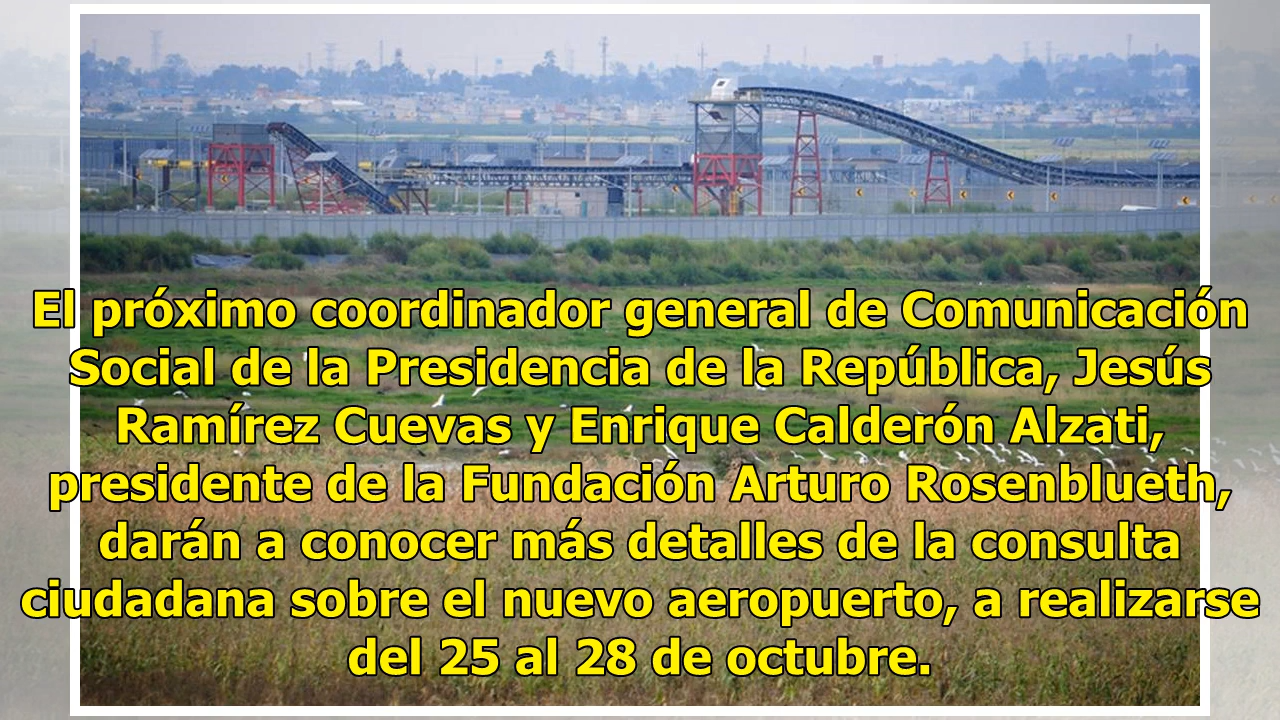 El próximo coordinador general de Comunicación
Social de la Presidencia de la República, Jesús
Ramírez Cuevas y Enrique Calderón Alzati,
presidente de la Fundación Arturo Rosenblueth,
darán a conocer más detalles de la consulta
ciudadana sobre el nuevo aeropuerto, a realizarse
del 25 al 28 de octubre.